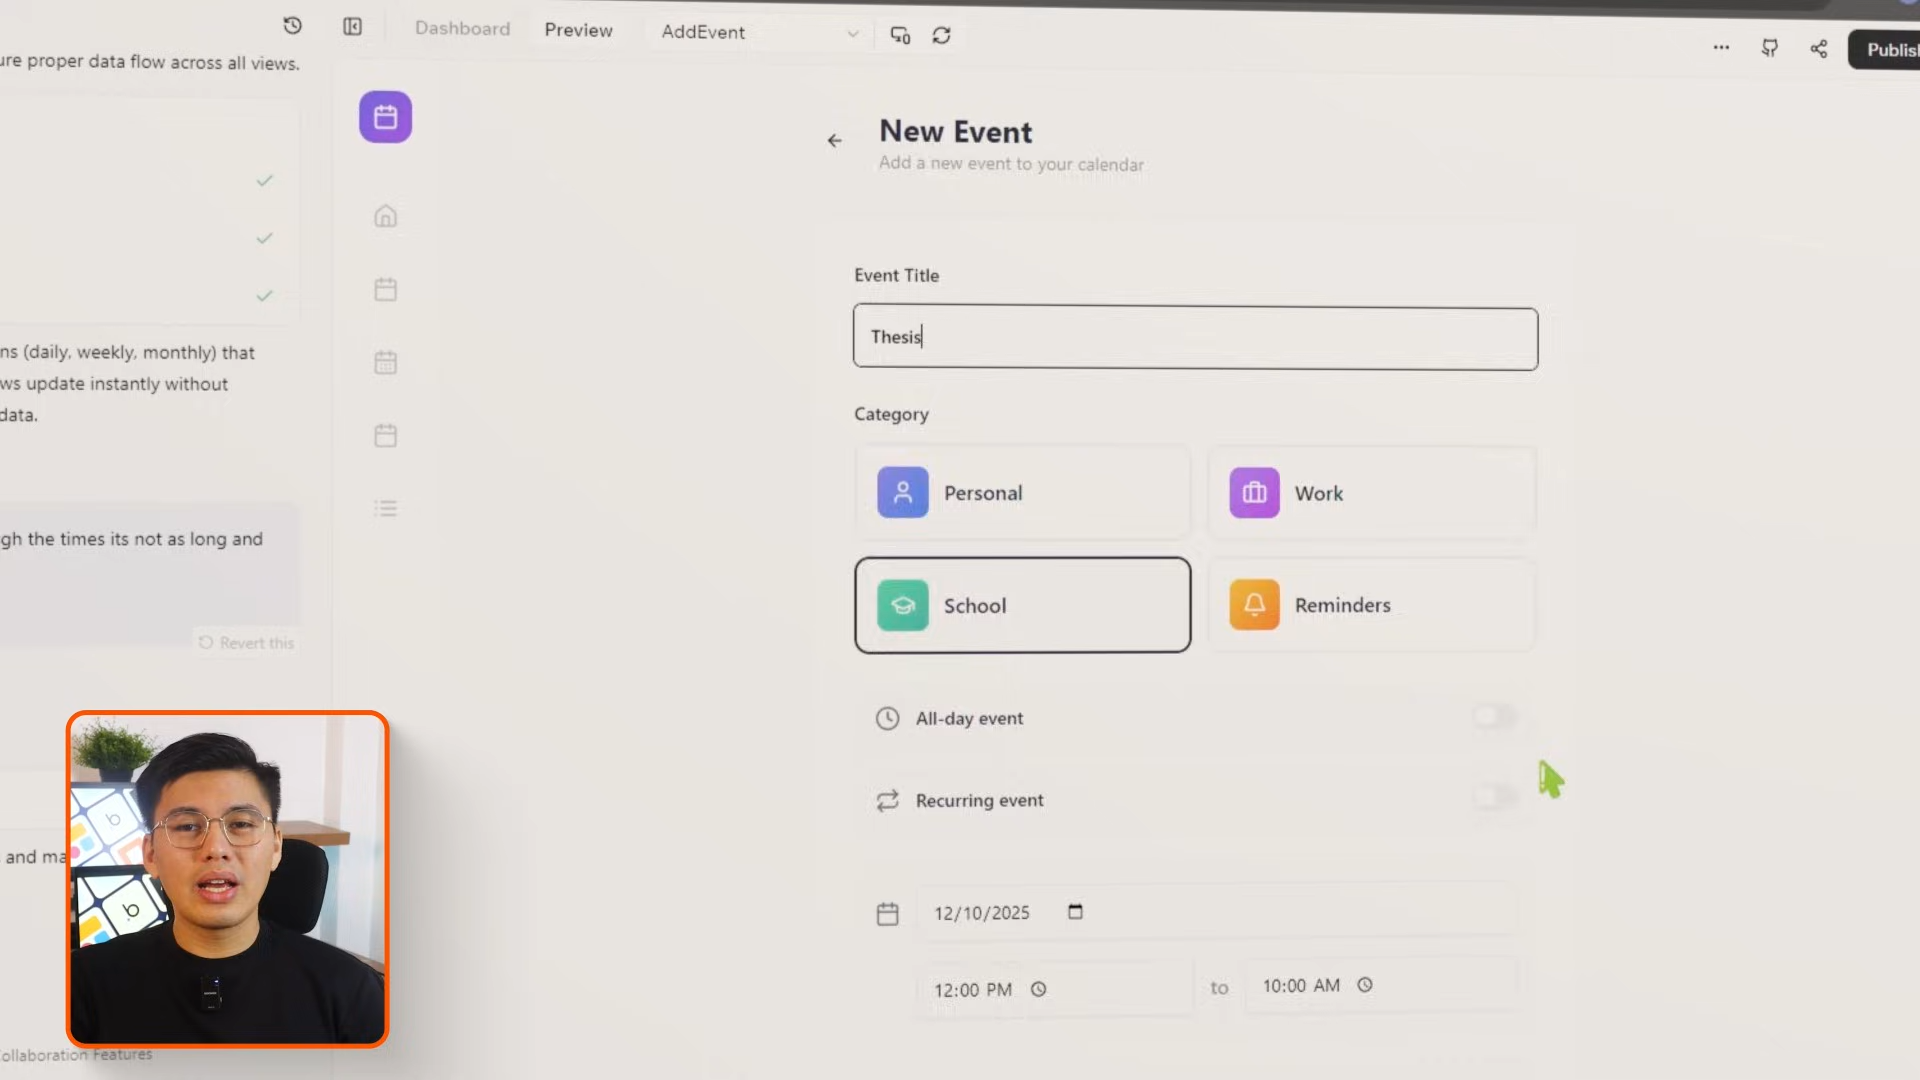 Dashboard
Preview
AddEvent
Publis
ure proper data flow across all views.
New Event
Add a new event to your calendar
Event Title
Thesis
ns (daily, weekly, monthly) that
ws update instantly without
data.
Category
Personal
Work
gh the times its not as long and
School
Reminders
Revert this
All-day event
Recurring event
and ma
12/10/2025
12:00 PM
to
10:00 AM
ollaboration Features